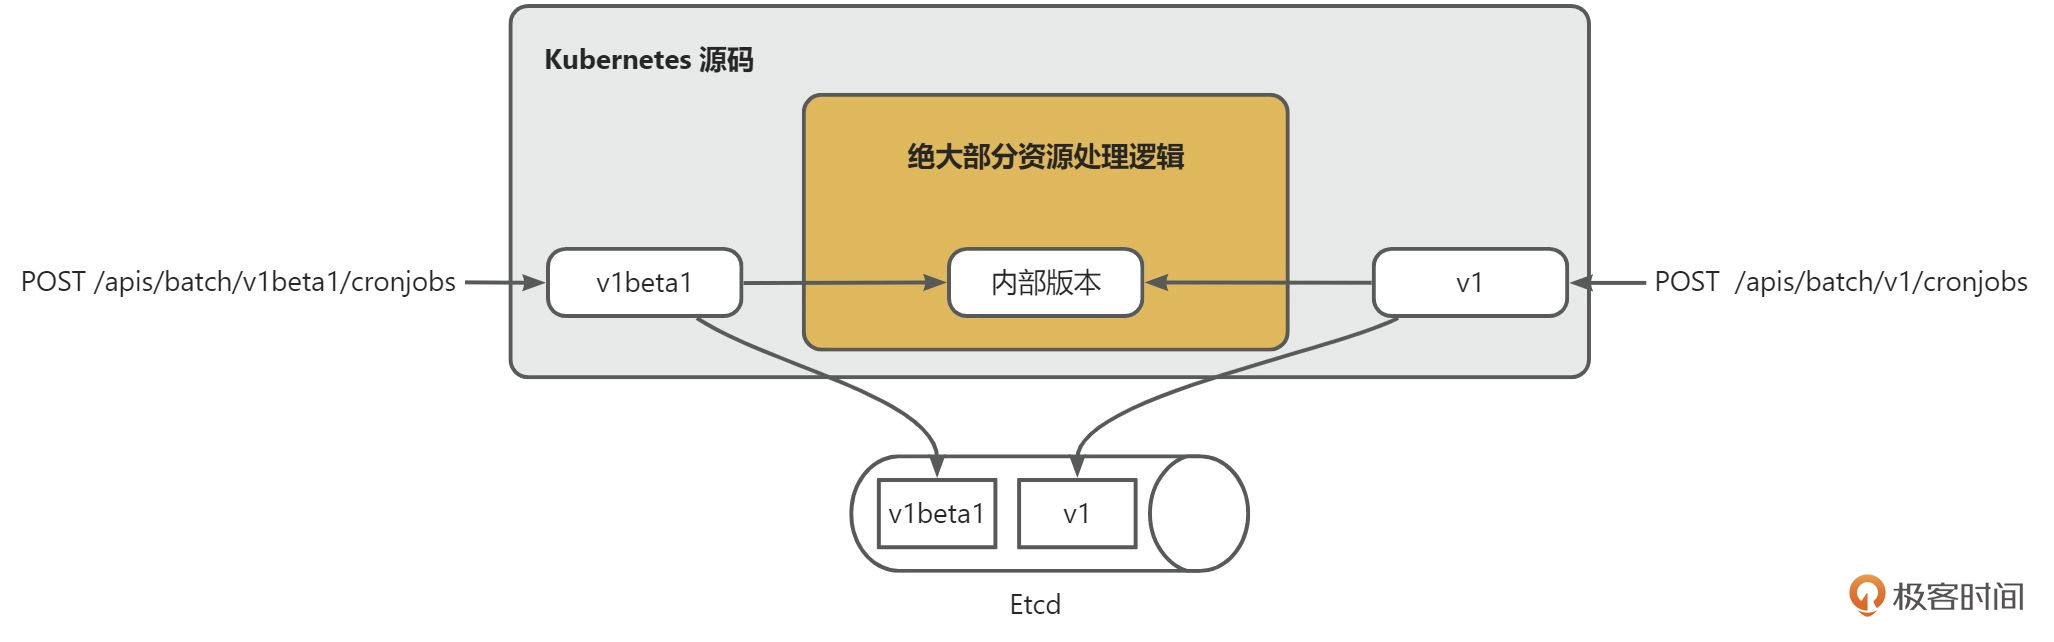 Kubernetes 源码
绝大部分资源处理逻辑
POST /apis/batch/v1beta1/cronjobs
v1beta1
内部版本
v1
POST /apis/batch/v1/cronjobs
v1beta1
v1
Etcd
极客时间